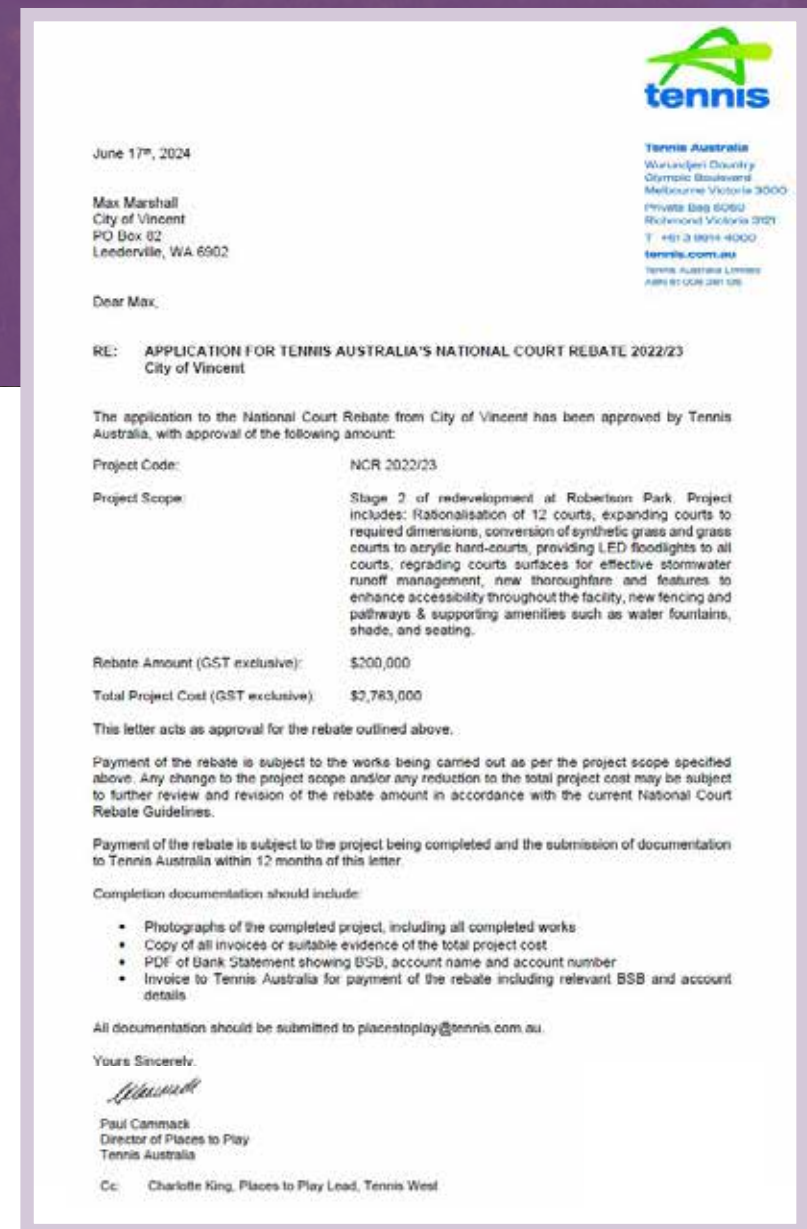 tennis
June 17th, 2024
Tennis Australia
Wurundjeri Country
Olympic Boulevard
Melbourne Victoria 3000
Private Bag 6060
Richmond Victoria 3121
T +61 3 9914 4000
tennis.com.au
Tennis Australia Limited
Max Marshall
City of Vincent
PO Box 82
Leederville, WA 6902
Dear Max,
RE: APPLICATION FOR TENNIS AUSTRALIA'S NATIONAL COURT REBATE 2022/23
City of Vincent
The application to the National Court Rebate from City of Vincent has been approved by Tennis
Australia, with approval of the following amount:
Project Code: NCR 2022/23
Project Scope: Stage 2 of redevelopment at Robertson Park. Project
includes: Rationalisation of 12 courts, expanding courts to
required dimensions, conversion of synthetic grass and grass
courts to acrylic hard-courts, providing LED floodlights to all
courts, regrading courts surfaces for effective stormwater
runoff management, new thoroughfare and features to
enhance accessibility throughout the facility, new fencing and
pathways & supporting amenities such as water fountains,
shade, and seating.
Rebate Amount (GST exclusive): $200,000
Total Project Cost (GST exclusive): $2,763,000
This letter acts as approval for the rebate outlined above.
Payment of the rebate is subject to the works being carried out as per the project scope specified
above. Any change to the project scope and/or any reduction to the total project cost may be subject
to further review and revision of the rebate amount in accordance with the current National Court
Rebate Guidelines.
Payment of the rebate is subject to the project being completed and the submission of documentation
to Tennis Australia within 12 months of this letter.
Completion documentation should include:
• Photographs of the completed project, including all completed works
• Copy of all invoices or suitable evidence of the total project cost
• PDF of Bank Statement showing BSB, account name and account number
• Invoice to Tennis Australia for payment of the rebate including relevant BSB and account
details
All documentation should be submitted to placestoplay@tennis.com.au.
Yours Sincerely,
Paul Cammack
Director of Places to Play
Tennis Australia
Cc Charlotte King, Places to Play Lead, Tennis West